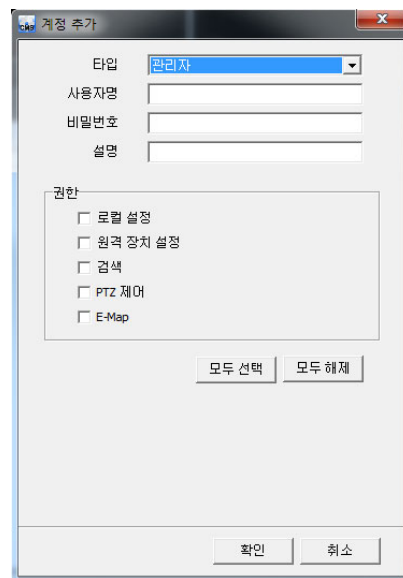 CMS 계정 추가
타입 관리자
사용자명
비밀번호
설명
권한
로컬 설정
원격 장치 설정
검색
PTZ 제어
E-Map
모두 선택 모두 해제
확인 취소